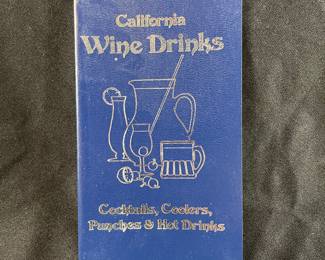 California
Wine Drinks
Cocktails, Coolers,
Punches & Hot Drinks